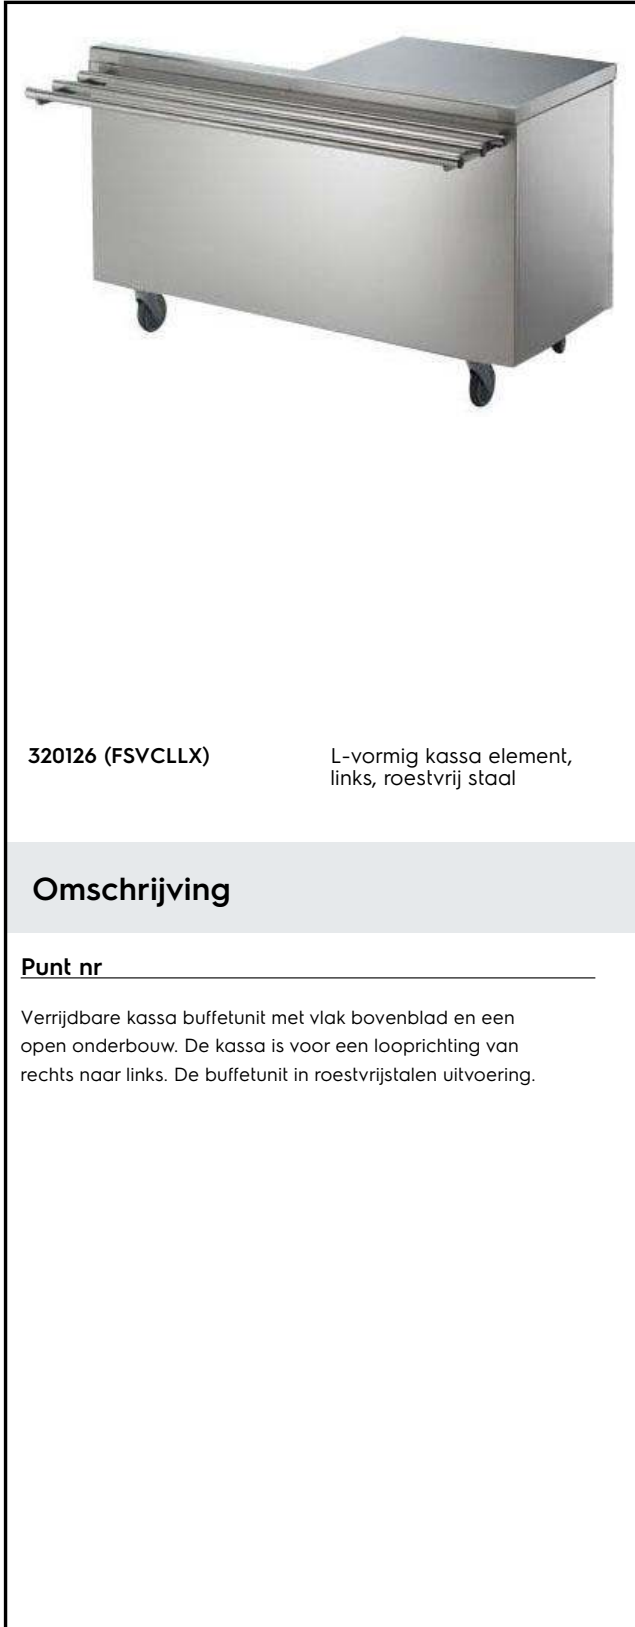 320126 (FSVCLLX)
L-vormig kassa element,
links, roestvrij staal
Omschrijving
Punt nr
Verrijdbare kassa buffetunit met vlak bovenblad en een
open onderbouw. De kassa is voor een looprichting van
rechts naar links. De buffetunit in roestvrijstalen uitvoering.